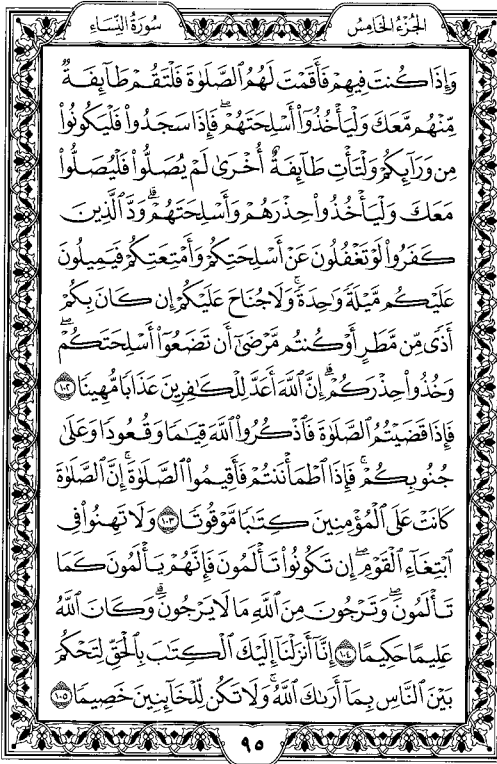 الجُزْءُ الخَامِسُ سُورَةُ النِّسَاءِ
وَإِذَا كُنتَ فِيهِمْ فَأَقَمْتَ لَهُمُ ٱلصَّلَوٰةَ فَلْتَقُمْ طَآئِفَةٌ
مِّنْهُم مَّعَكَ وَلْيَأْخُذُوٓا۟ أَسْلِحَتَهُمْ ۖ فَإِذَا سَجَدُوا۟ فَلْيَكُونُوا۟
مِن وَرَآئِكُمْ وَلْتَأْتِ طَآئِفَةٌ أُخْرَىٰ لَمْ يُصَلُّوا۟ فَلْيُصَلُّوا۟
مَعَكَ وَلْيَأْخُذُوا۟ حِذْرَهُمْ وَأَسْلِحَتَهُمْ ۗ وَدَّ ٱلَّذِينَ
كَفَرُوا۟ لَوْ تَغْفُلُونَ عَنْ أَسْلِحَتِكُمْ وَأَمْتِعَتِكُمْ فَيَمِيلُونَ
عَلَيْكُم مَّيْلَةً وَٰحِدَةً ۚ وَلَا جُنَاحَ عَلَيْكُمْ إِن كَانَ بِكُمْ
أَذًى مِّن مَّطَرٍ أَوْ كُنتُم مَّرْضَىٰٓ أَن تَضَعُوٓا۟ أَسْلِحَتَكُمْ ۖ
وَخُذُوا۟ حِذْرَكُمْ ۗ إِنَّ ٱللَّهَ أَعَدَّ لِلْكَٰفِرِينَ عَذَابًا مُّهِينًا ١٠٢
فَإِذَا قَضَيْتُمُ ٱلصَّلَوٰةَ فَٱذْكُرُوا۟ ٱللَّهَ قِيَٰمًا وَقُعُودًا وَعَلَىٰ
جُنُوبِكُمْ ۚ فَإِذَا ٱطْمَأْنَنتُمْ فَأَقِيمُوا۟ ٱلصَّلَوٰةَ ۚ إِنَّ ٱلصَّلَوٰةَ
كَانَتْ عَلَى ٱلْمُؤْمِنِينَ كِتَٰبًا مَّوْقُوتًا ١٠٣ وَلَا تَهِنُوا۟ فِى
ٱبْتِغَآءِ ٱلْقَوْمِ ۖ إِن تَكُونُوا۟ تَأْلَمُونَ فَإِنَّهُمْ يَأْلَمُونَ كَمَا
تَأْلَمُونَ ۖ وَتَرْجُونَ مِنَ ٱللَّهِ مَا لَا يَرْجُونَ ۗ وَكَانَ ٱللَّهُ
عَلِيمًا حَكِيمًا ١٠٤ إِنَّآ أَنزَلْنَآ إِلَيْكَ ٱلْكِتَٰبَ بِٱلْحَقِّ لِتَحْكُمَ
بَيْنَ ٱلنَّاسِ بِمَآ أَرَىٰكَ ٱللَّهُ ۚ وَلَا تَكُن لِّلْخَآئِنِينَ خَصِيمًا ١٠٥
٩٥